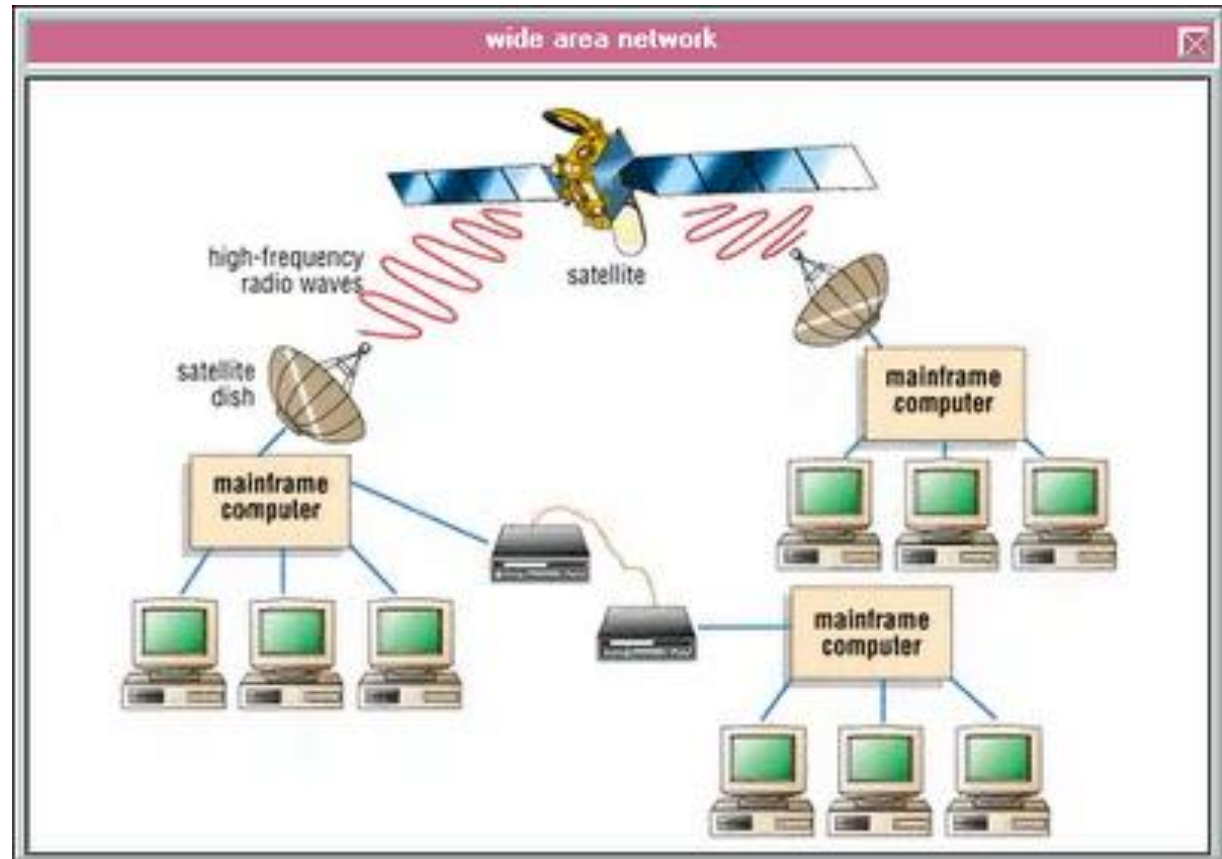 wide area network
high-frequency
radio waves
satellite
satellite
dish
mainframe
computer
mainframe
computer
mainframe
computer